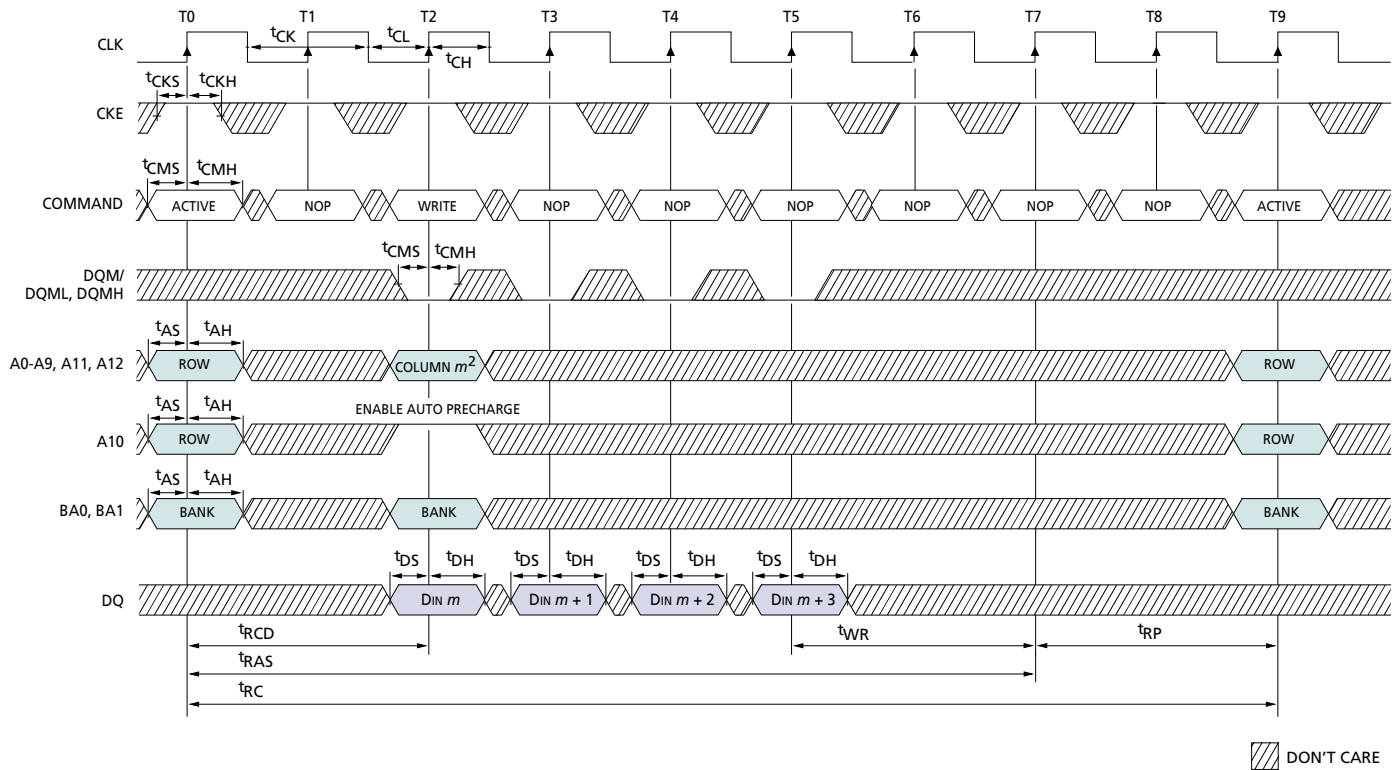 T0 T1 T2 T3 T4 T5 T6 T7 T8 T9
CLK
tCK tCL
tCH
tCKS tCKH
CKE
tCMS tCMH
COMMAND ACTIVE NOP WRITE NOP NOP NOP NOP NOP NOP ACTIVE
tCMS tCMH
DQM/
DQML, DQMH
tAS tAH
A0-A9, A11, A12 ROW COLUMN m2 ROW
tAS tAH ENABLE AUTO PRECHARGE
A10 ROW ROW
tAS tAH
BA0, BA1 BANK BANK BANK
tDS tDH tDS tDH tDS tDH tDS tDH
DQ DIN m DIN m + 1 DIN m + 2 DIN m + 3
tRCD tWR tRP
tRAS
tRC
DON'T CARE